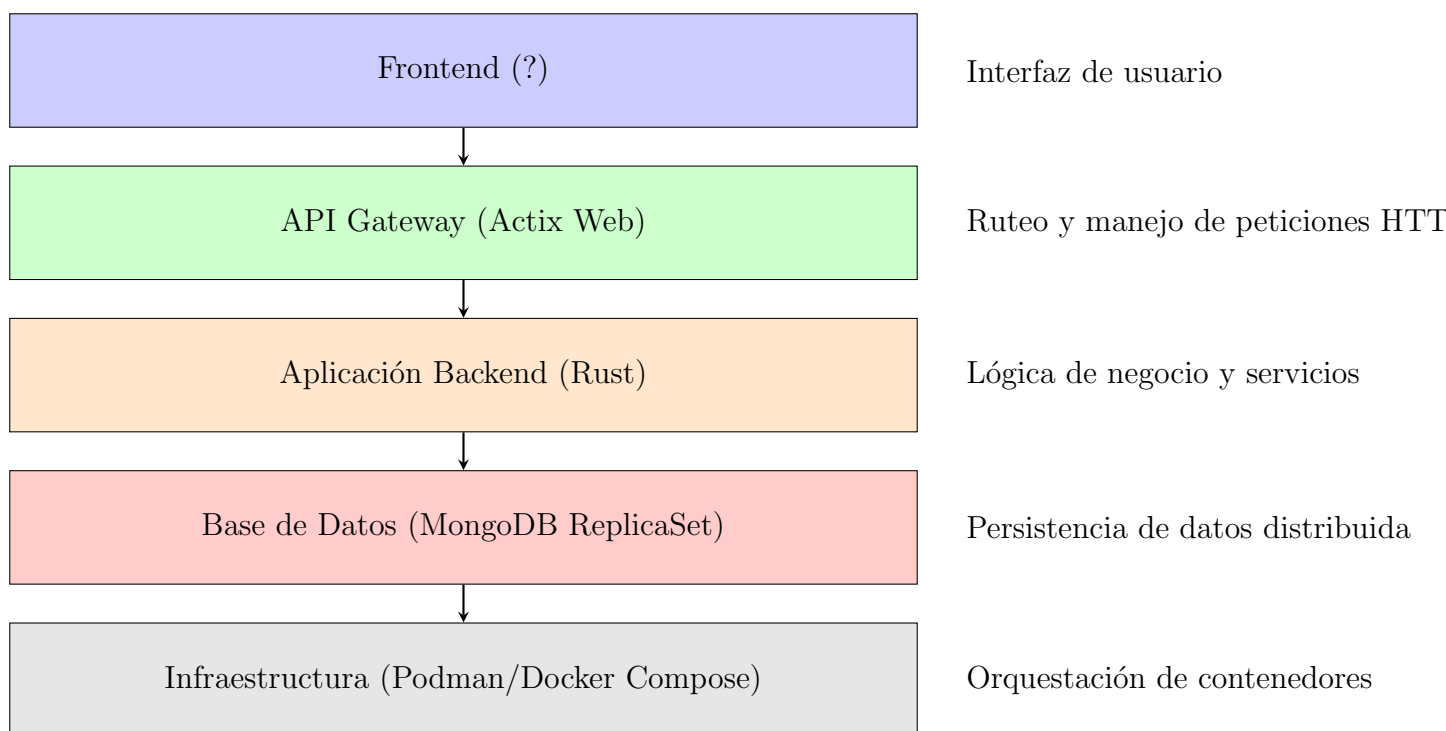 Frontend (?)
Interfaz de usuario
API Gateway (Actix Web)
Ruteo y manejo de peticiones HTT
Aplicación Backend (Rust)
Lógica de negocio y servicios
Base de Datos (MongoDB ReplicaSet)
Persistencia de datos distribuida
Infraestructura (Podman/Docker Compose)
Orquestación de contenedores